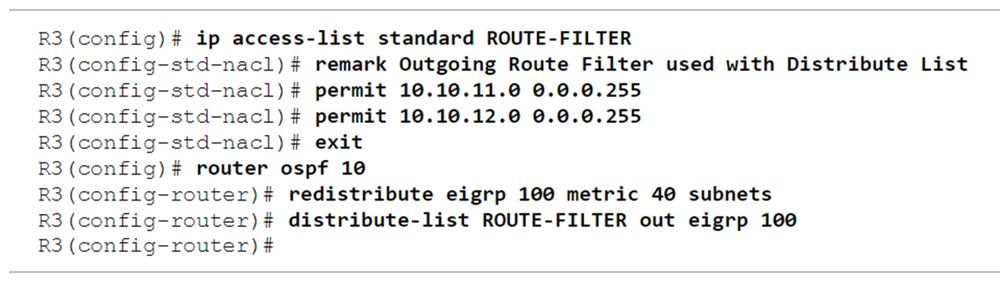 R3(config)# ip access-list standard ROUTE-FILTER
R3(config-std-nacl)# remark Outgoing Route Filter used with Distribute List
R3(config-std-nacl)# permit 10.10.11.0 0.0.0.255
R3(config-std-nacl)# permit 10.10.12.0 0.0.0.255
R3(config-std-nacl)# exit
R3(config)# router ospf 10
R3(config-router)# redistribute eigrp 100 metric 40 subnets
R3(config-router)# distribute-list ROUTE-FILTER out eigrp 100
R3(config-router)#